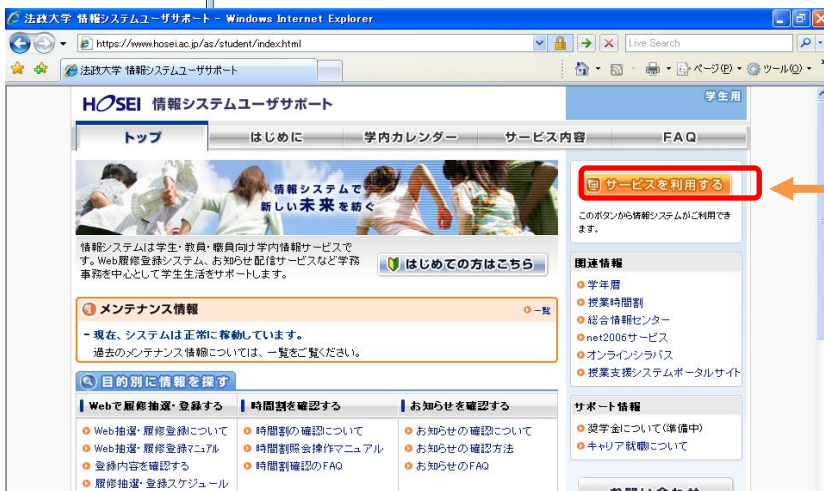 法政大学 情報システムユーザサポート - Windows Internet Explorer
https://www.hosei.ac.jp/as/student/index.html
Live Search
法政大学 情報システムユーザサポート
ページ(P)
ツール(O)
HOSEI 情報システムユーザサポート
学生用
トップ
はじめに
学内カレンダー
サービス内容
FAQ
情報システムで
新しい未来を紡ぐ
情報システムは学生・教員・職員向け学内情報サービスで
す。Web履修登録システム、お知らせ配信サービスなど学務
事務を中心として学生生活をサポートします。
はじめての方はこちら
メンテナンス情報
一覧
- 現在、システムは正常に稼動しています。
過去のメンテナンス情報については、一覧をご覧ください。
目的別に情報を探す
Webで履修抽選・登録する
Web抽選・履修登録について
Web抽選・履修登録マニュアル
登録内容を確認する
履修抽選・登録スケジュール
時間割を確認する
時間割の確認について
時間割照会操作マニュアル
時間割確認のFAQ
お知らせを確認する
お知らせの確認について
お知らせの確認方法
お知らせのFAQ
サービスを利用する
このボタンから情報システムがご利用でき
ます。
関連情報
学年暦
授業時間割
総合情報センター
net2006サービス
オンラインシラバス
授業支援システムポータルサイト
サポート情報
奨学金について(準備中)
キャリア就職について
お問い合わせ